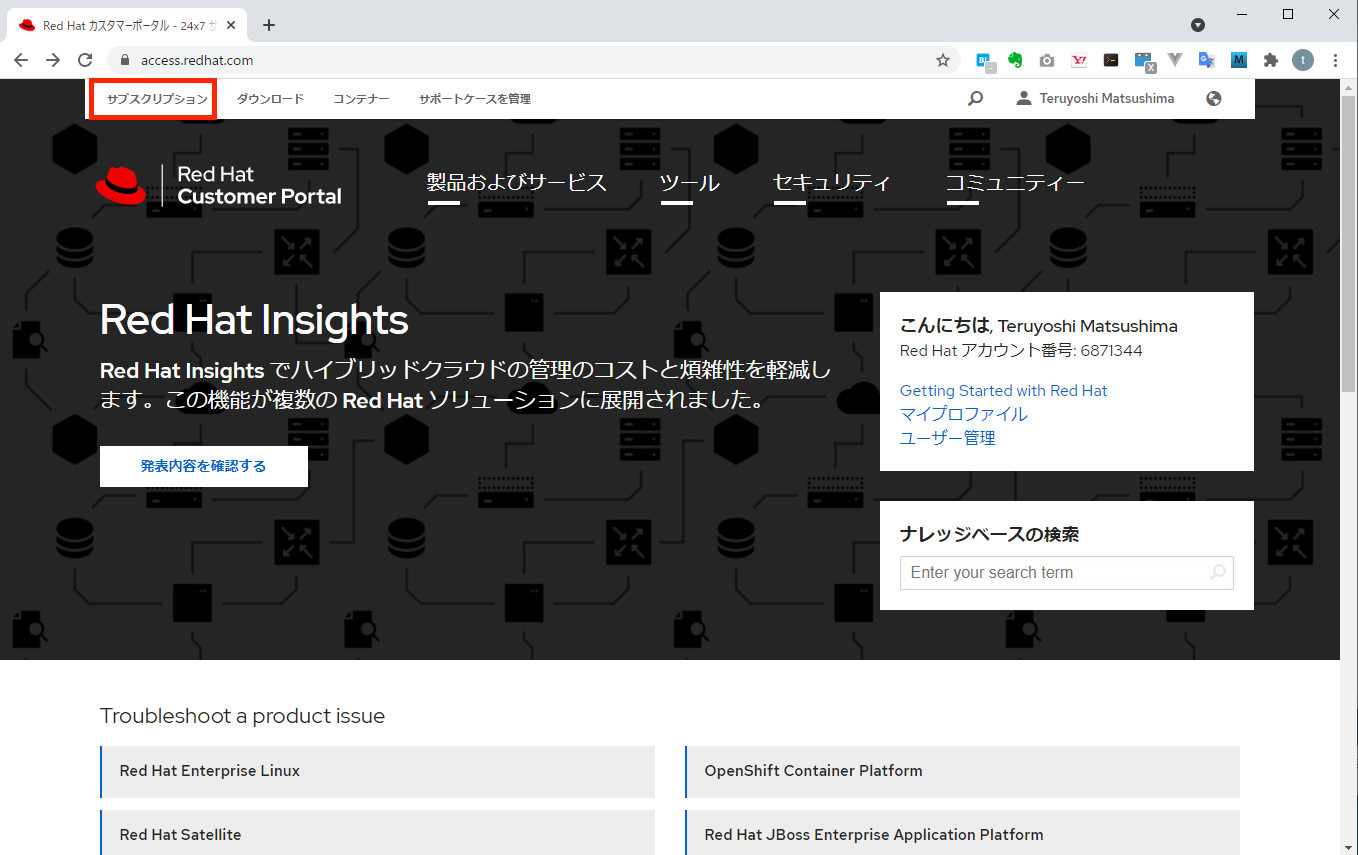 Red Hat カスタマーポータル - 24x7 サ
access.redhat.com
サブスクリプション ダウンロード コンテナー サポートケースを管理 Teruyoshi Matsushima
Red Hat
Customer Portal
製品およびサービス ツール セキュリティ コミュニティー
Red Hat Insights
Red Hat Insights でハイブリッドクラウドの管理のコストと煩雑性を軽減し
ます。この機能が複数の Red Hat ソリューションに展開されました。
発表内容を確認する
こんにちは, Teruyoshi Matsushima
Red Hat アカウント番号: 6871344
Getting Started with Red Hat
マイプロファイル
ユーザー管理
ナレッジベースの検索
Enter your search term
Troubleshoot a product issue
Red Hat Enterprise Linux
OpenShift Container Platform
Red Hat Satellite
Red Hat JBoss Enterprise Application Platform